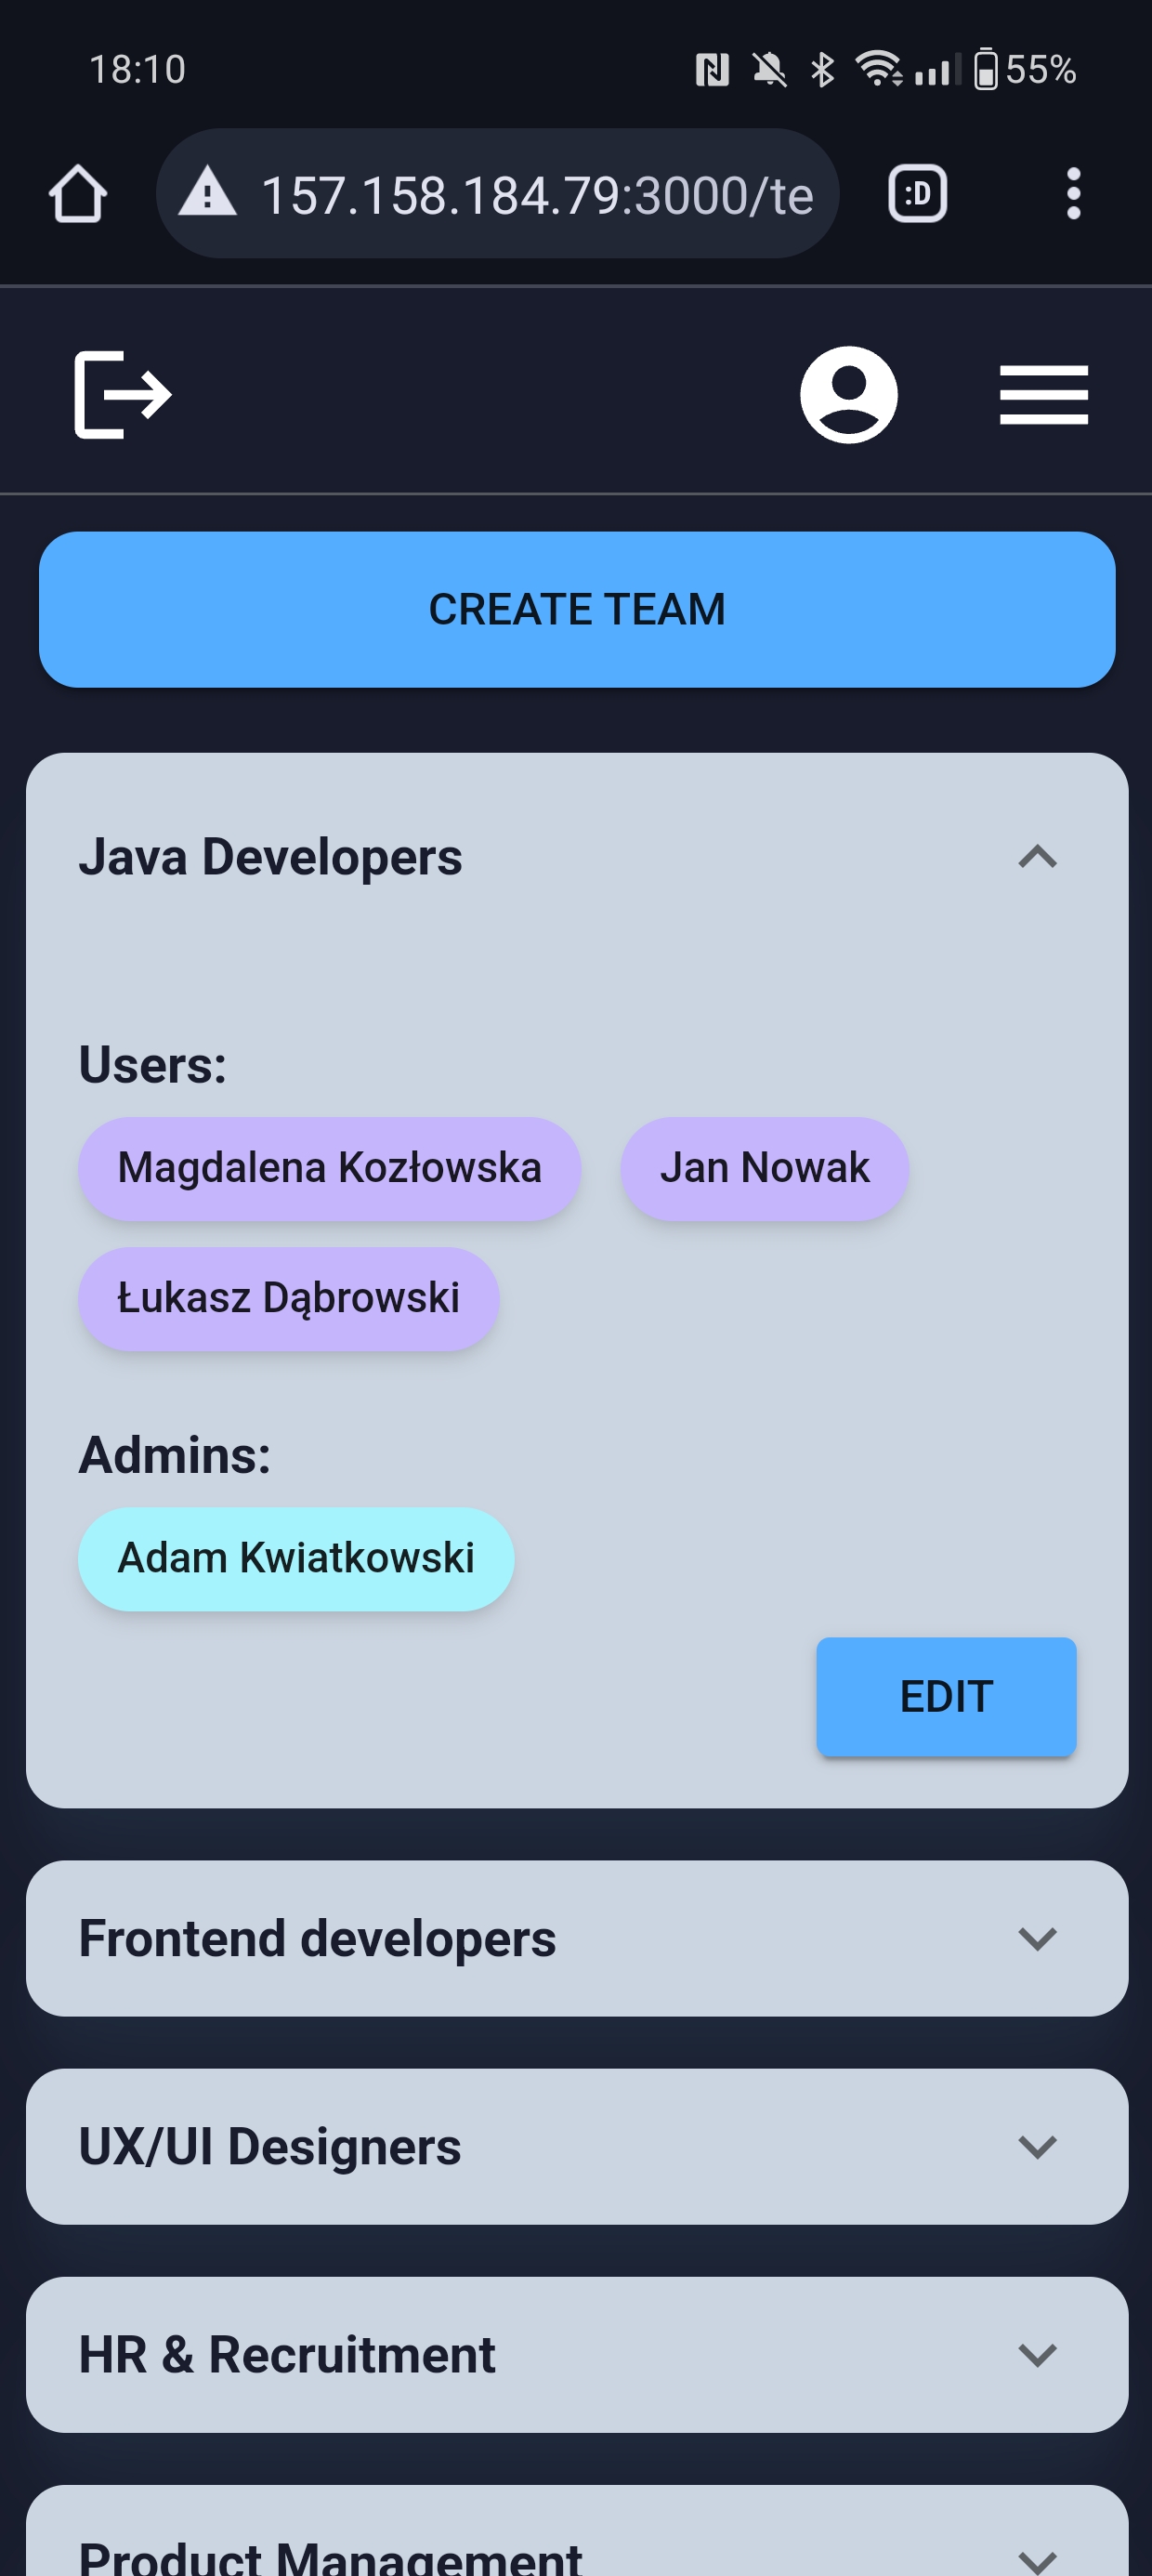 18:10
55%
157.158.184.79:3000/te
:D
CREATE TEAM
Java Developers
Users:
Magdalena Kozłowska
Jan Nowak
Łukasz Dąbrowski
Admins:
Adam Kwiatkowski
EDIT
Frontend developers
UX/UI Designers
HR & Recruitment
Product Management